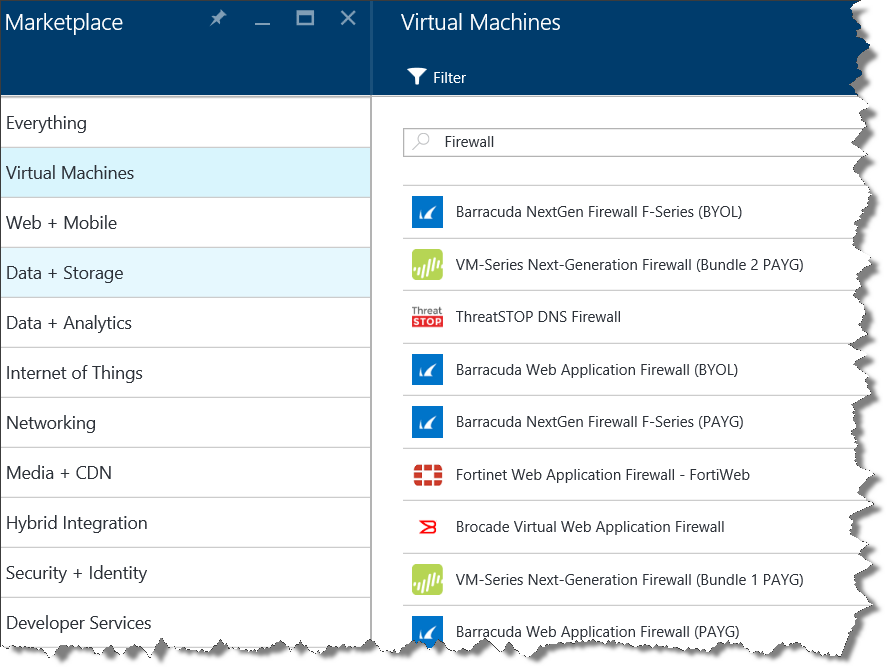 Marketplace
Everything
Virtual Machines
Web + Mobile
Data + Storage
Data + Analytics
Internet of Things
Networking
Media + CDN
Hybrid Integration
Security + Identity
Developer Services
Virtual Machines
Filter
Firewall
Barracuda NextGen Firewall F-Series (BYOL)
VM-Series Next-Generation Firewall (Bundle 2 PAYG)
Threat
STOP
ThreatSTOP DNS Firewall
Barracuda Web Application Firewall (BYOL)
Barracuda NextGen Firewall F-Series (PAYG)
Fortinet Web Application Firewall - FortiWeb
Brocade Virtual Web Application Firewall
VM-Series Next-Generation Firewall (Bundle 1 PAYG)
Barracuda Web Application Firewall (PAYG)